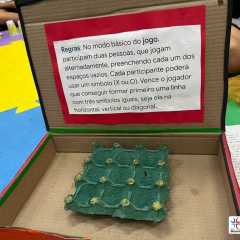 Regras: No modo básico do jogo,
participam duas pessoas, que jogam
alternadamente, preenchendo cada um dos
espaços vazios. Cada participante poderá
usar um símbolo (X ou O). Vence o jogador
que conseguir formar primeiro uma linha
com três símbolos iguais, seja ela na
horizontal, vertical ou diagonal.